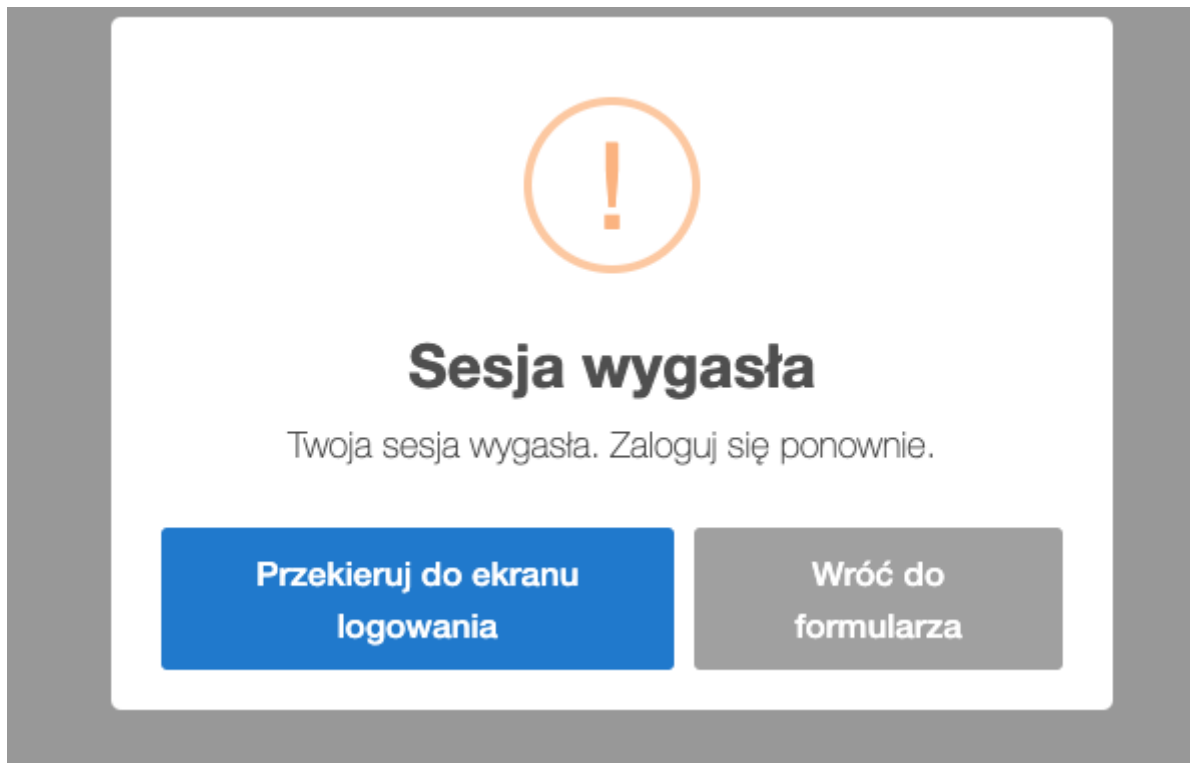 !
Sesja wygasła
Twoja sesja wygasła. Zaloguj się ponownie.
Przekieruj do ekranu
logowania
Wróć do
formularza